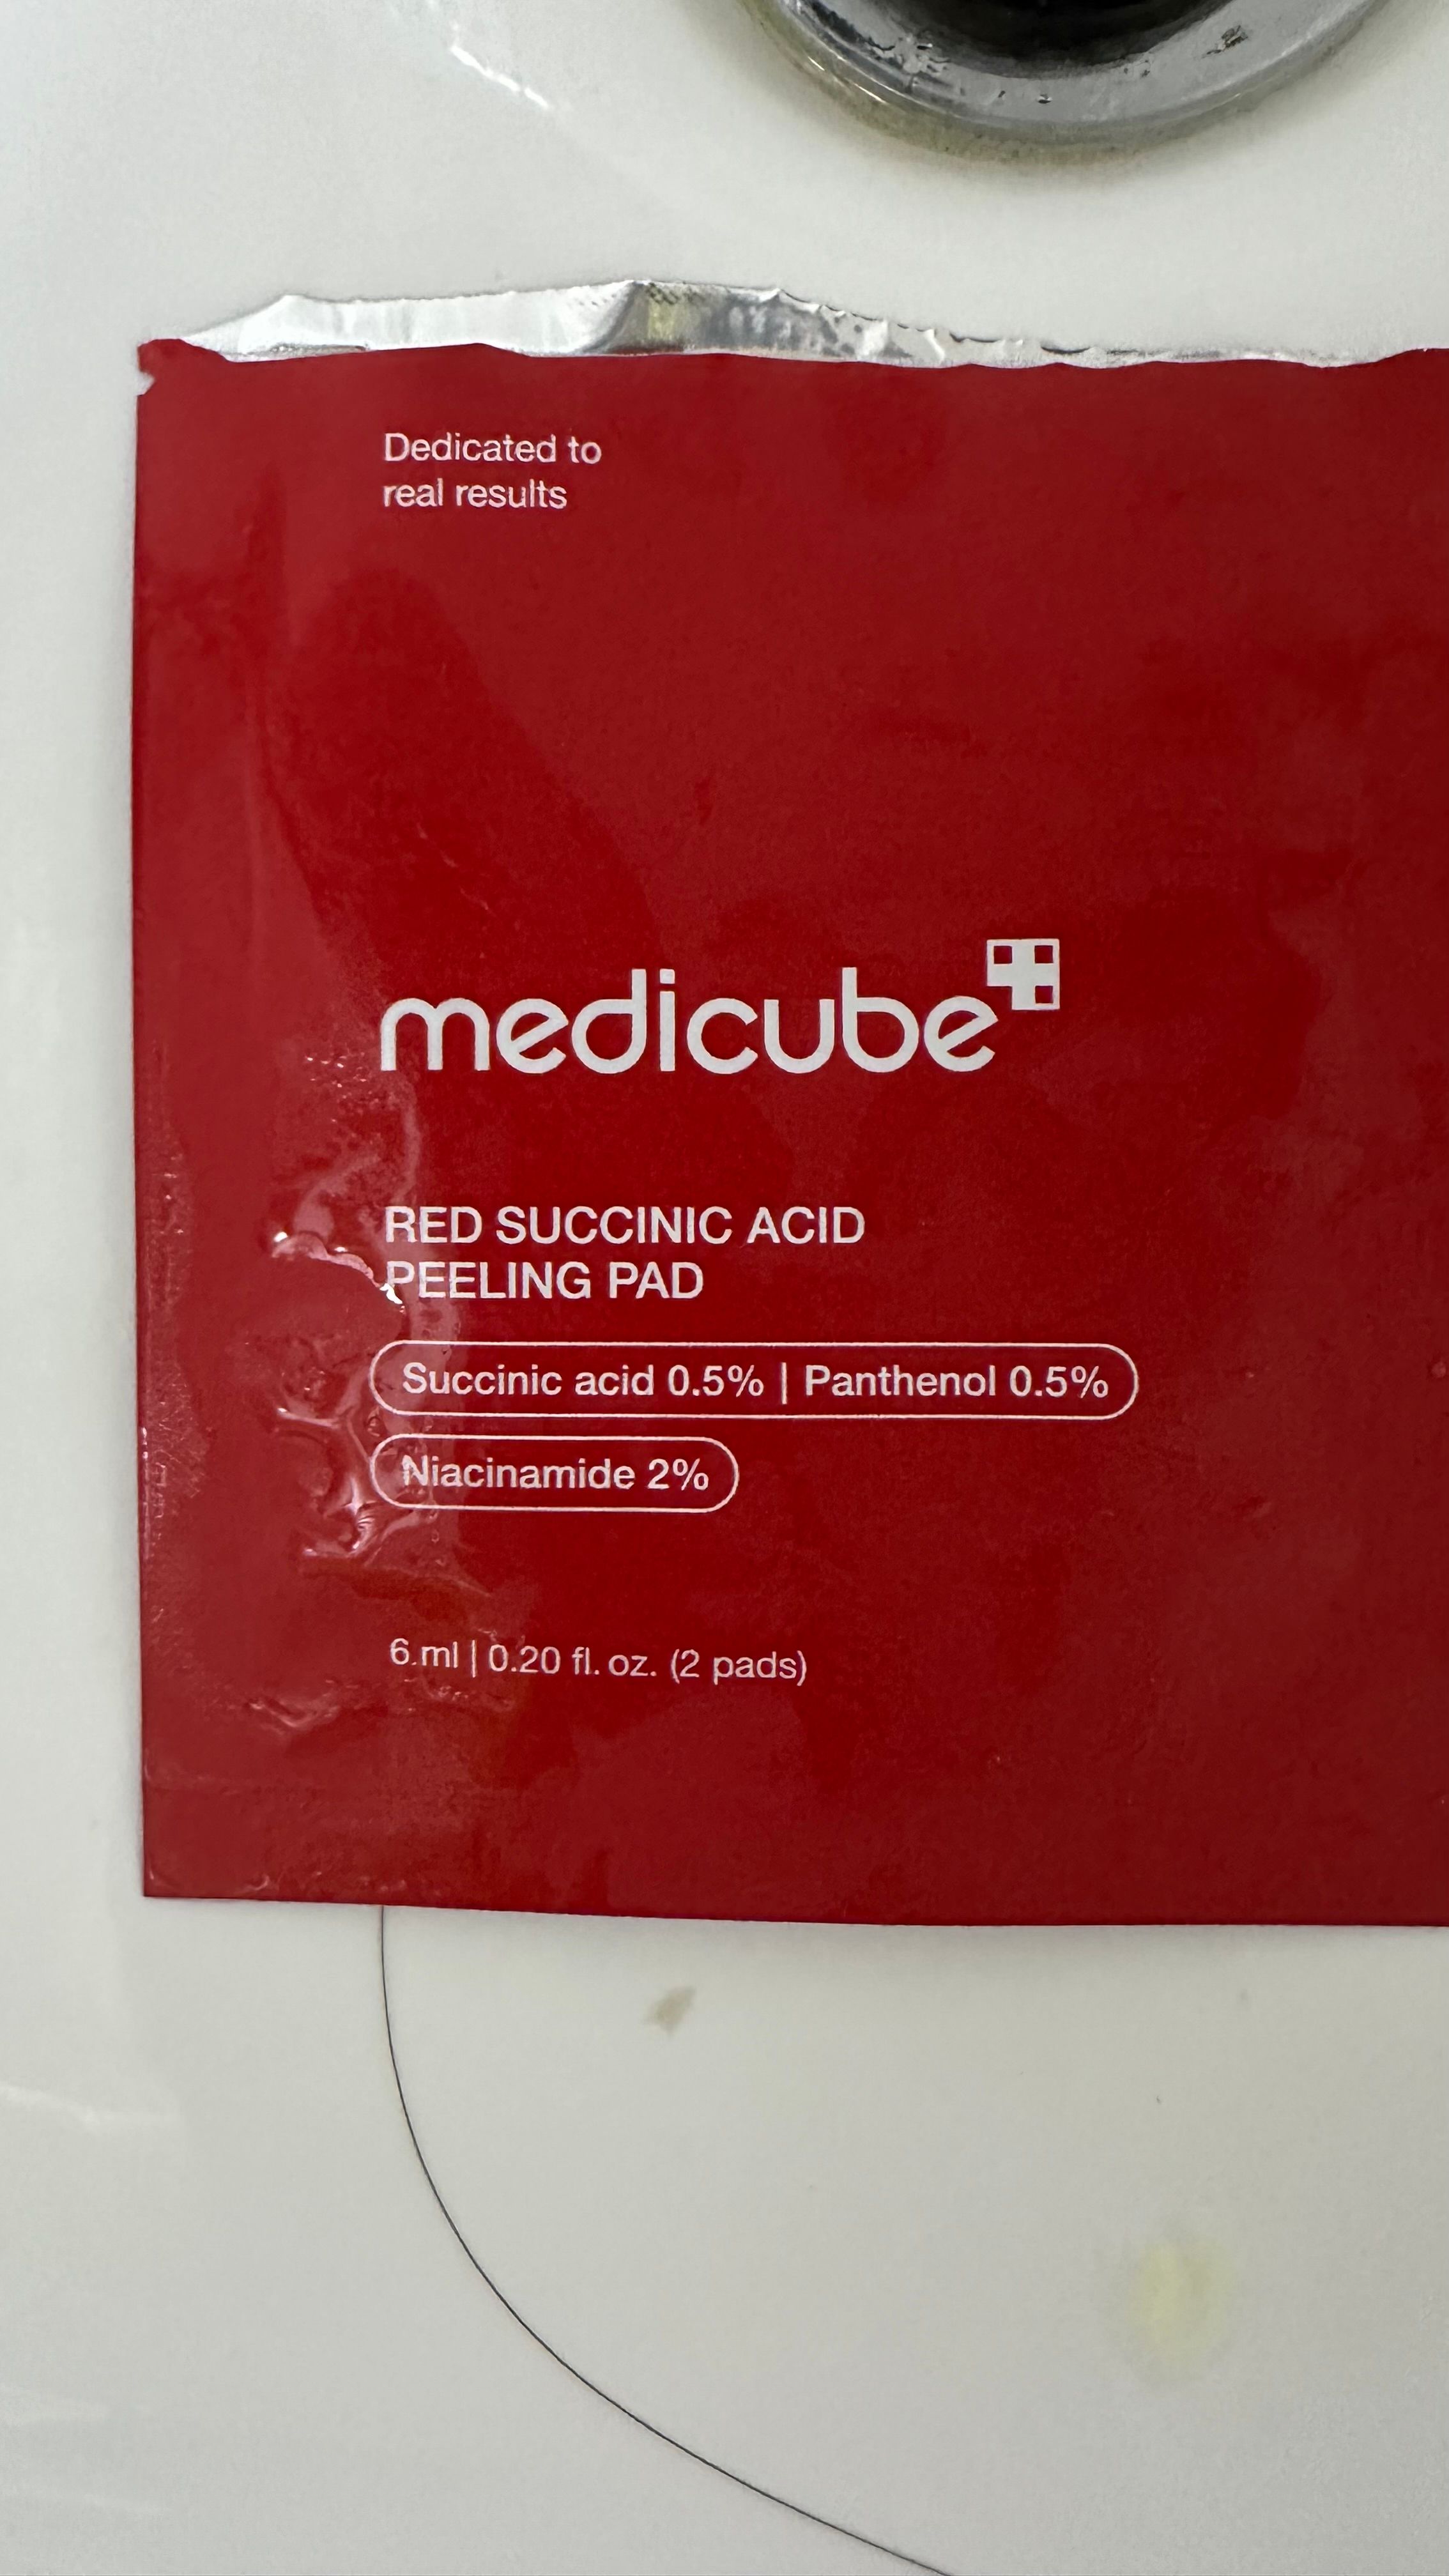 Dedicated to
real results
medicube
RED SUCCINIC ACID
PEELING PAD
Succinic acid 0.5% | Panthenol 0.5%
Niacinamide 2%
6 ml | 0.20 fl. oz. (2 pads)